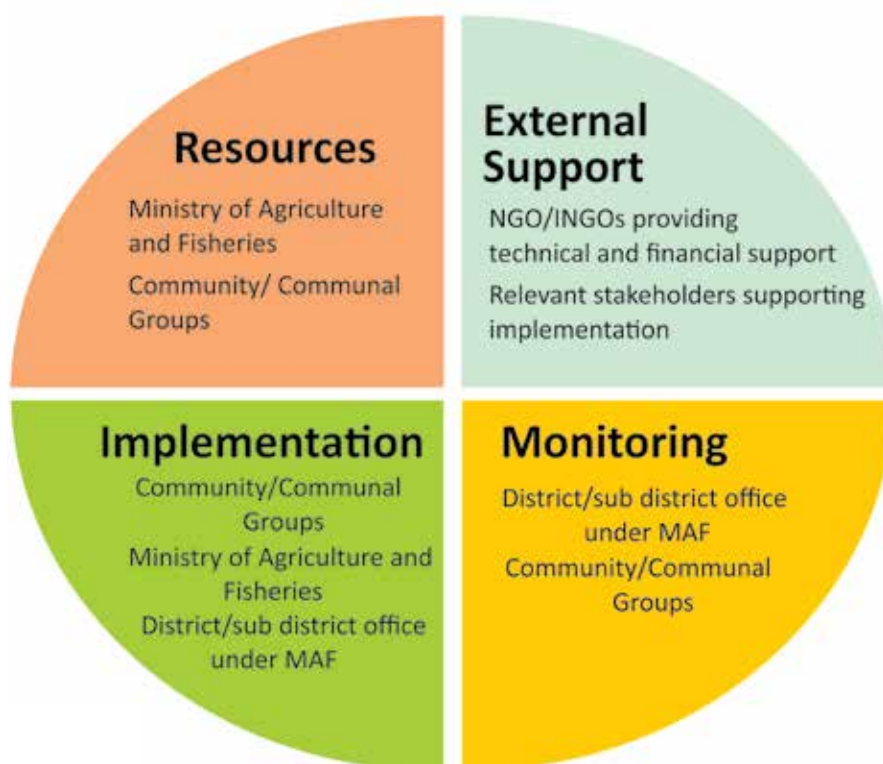 Resources
Ministry of Agriculture
and Fisheries
Community/ Communal
Groups
External
Support
NGO/INGOs providing
technical and financial support
Relevant stakeholders supporting
implementation
Implementation
Community/Communal
Groups
Ministry of Agriculture and
Fisheries
District/sub district office
under MAF
Monitoring
District/sub district office
under MAF
Community/Communal
Groups